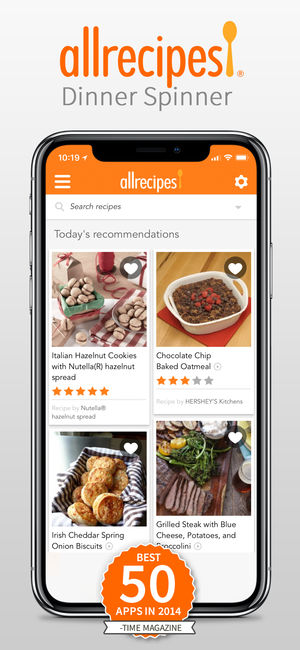 allrecipes®
Dinner Spinner
10:19
allrecipes
Search recipes
Today's recommendations
Italian Hazelnut Cookies
with Nutella(R) hazelnut
spread
Recipe by Nutella®
hazelnut spread
Chocolate Chip
Baked Oatmeal
Recipe by HERSHEY'S Kitchens
Irish Cheddar Spring
Onion Biscuits
Grilled Steak with Blue
Cheese, Potatoes, and
Broccolini
BEST
50
APPS IN 2014
-TIME MAGAZINE